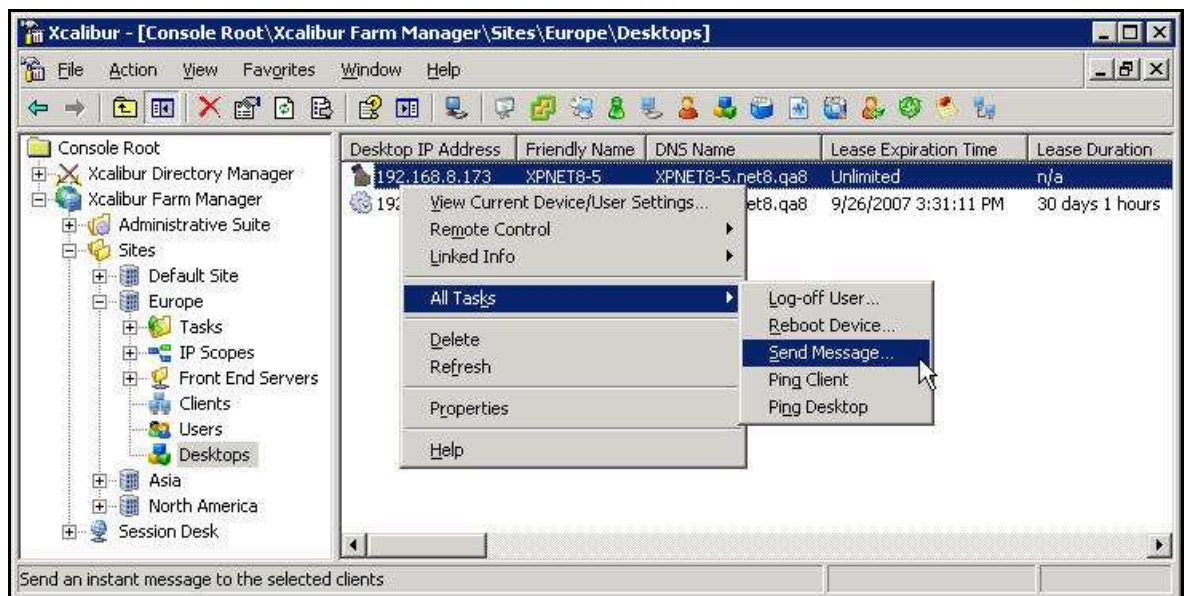 Xcalibur - [Console Root\Xcalibur Farm Manager\Sites\Europe\Desktops]
File Action View Favorites Window Help
Console Root
Xcalibur Directory Manager
Xcalibur Farm Manager
Administrative Suite
Sites
Default Site
Europe
Tasks
IP Scopes
Front End Servers
Clients
Users
Desktops
Asia
North America
Session Desk
Desktop IP Address Friendly Name DNS Name Lease Expiration Time Lease Duration
192.168.8.173 XPNET8-5 XPNET8-5.net8.qa8 Unlimited n/a
192 et8.qa8 9/26/2007 3:31:11 PM 30 days 1 hours
View Current Device/User Settings...
Remote Control
Linked Info
All Tasks
Delete
Refresh
Properties
Help
Log-off User...
Reboot Device...
Send Message...
Ping Client
Ping Desktop
Send an instant message to the selected clients